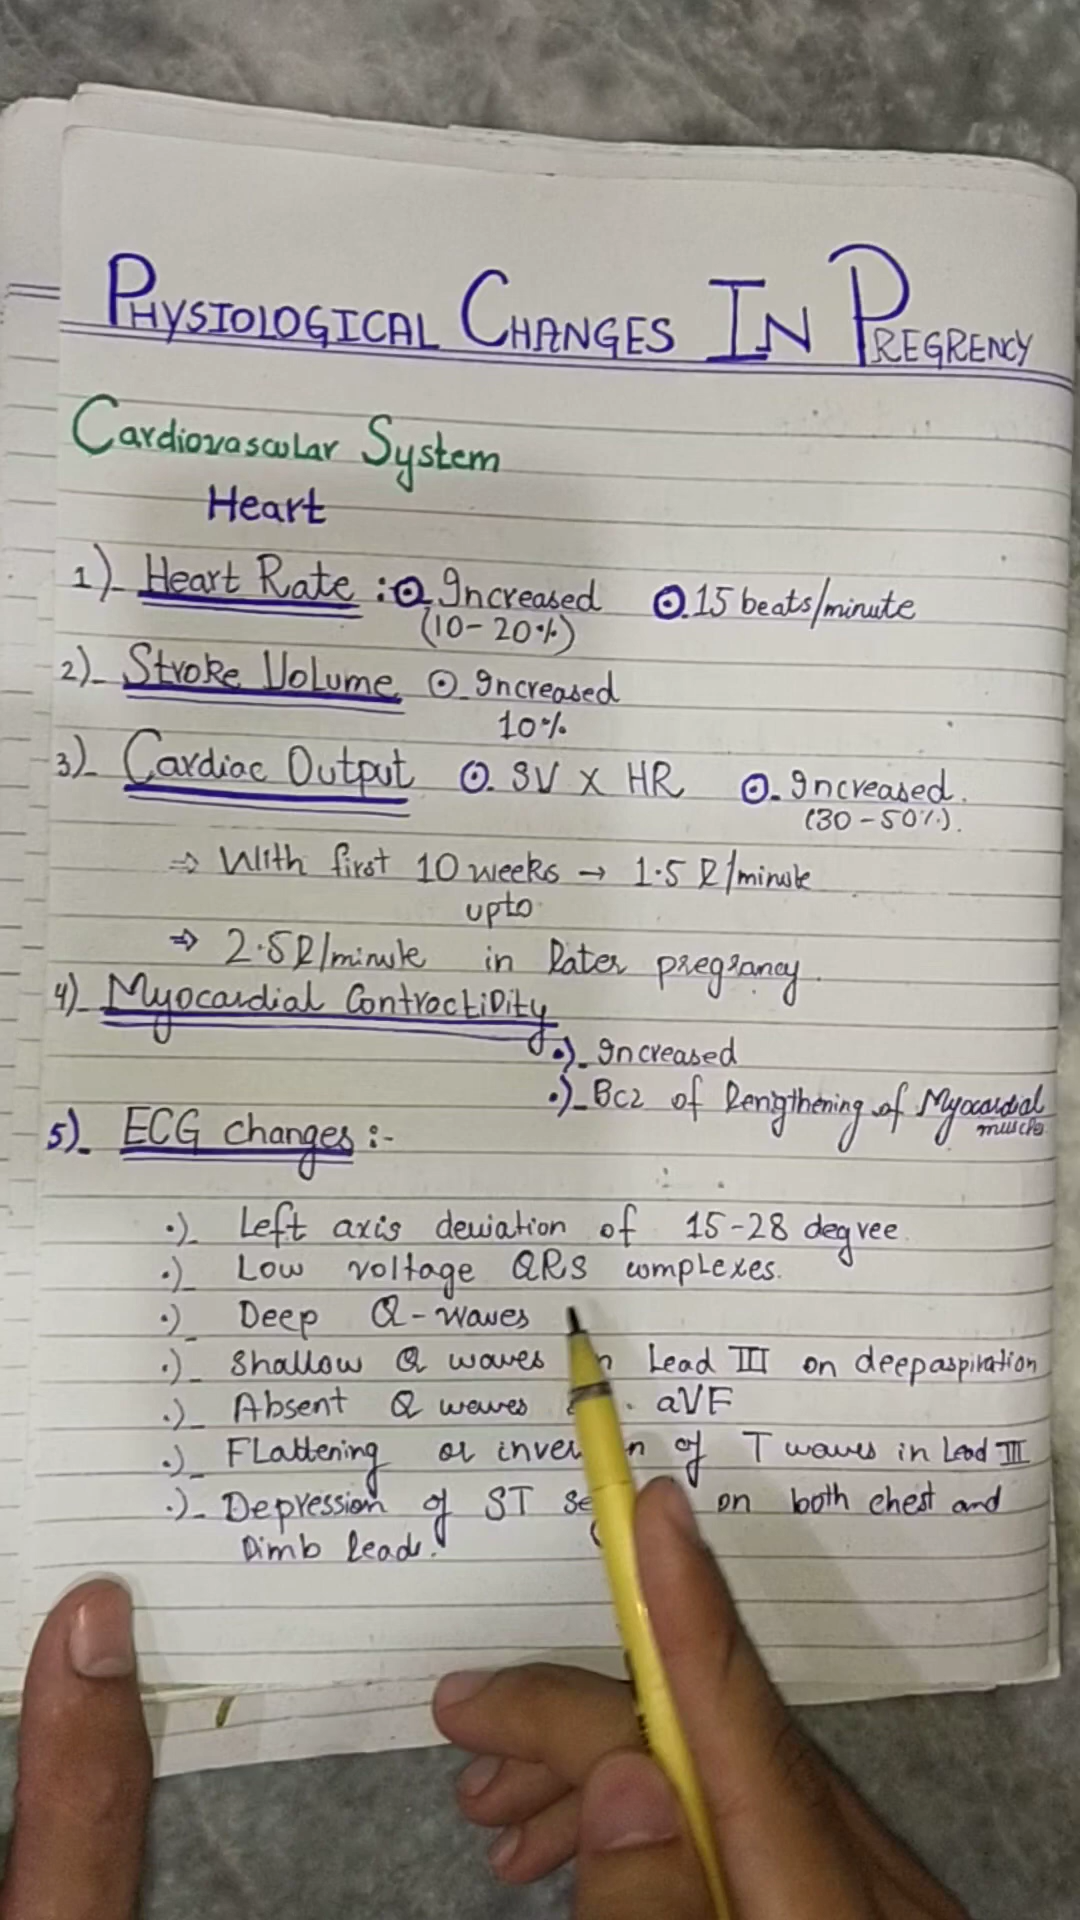 PHYSIOLOGICAL CHANGES IN PREGRENCY
Cardiovascular System
Heart
1)_ Heart Rate : ⊙ Increased ⊙.15 beats/minute
(10-20%)
2)_ Stroke Volume ⊙_ Increased
10%
3)_ Cardiac Output ⊙. SV X HR ⊙_ Increased.
(30-50%).
⇒ With first 10 weeks → 1.5 l/minute
upto
⇒ 2.5l/minute in later pregnancy.
4)_ Myocardial Contractility
•)_ Increased
•)_ Bcz of lengthening of Myocardial
muscle
5)_ ECG changes :-
•)_ Left axis deviation of 15-28 degree.
•)_ Low voltage QRS complexes.
•)_ Deep Q-waves
•)_ Shallow Q waves Lead III on deepaspiration
•)_ Absent Q waves aVF
•)_ Flattening or of T waves in Lead III
•)_ Depression of ST on both chest and
limb leads.